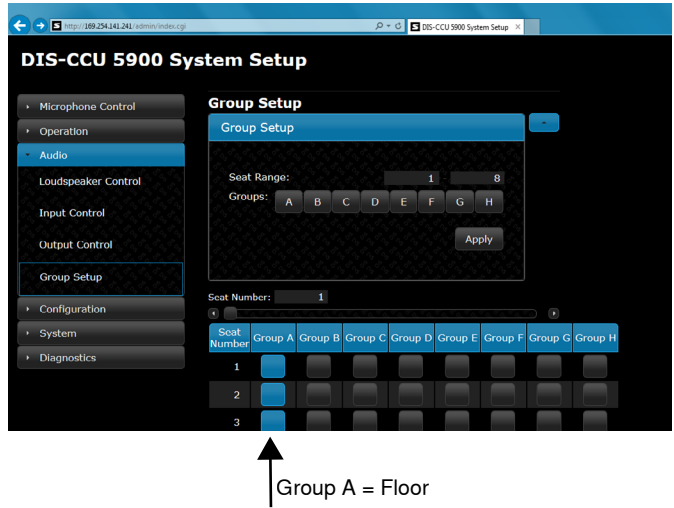 http://169.254.141.241/admin/index.cgi
DIS-CCU 5900 System Setup
DIS-CCU 5900 System Setup
Microphone Control
Operation
Audio
Loudspeaker Control
Input Control
Output Control
Group Setup
Configuration
System
Diagnostics
Group Setup
Group Setup
Seat Range: 1 - 8
Groups: A B C D E F G H
Apply
Seat Number: 1
Seat Number Group A Group B Group C Group D Group E Group F Group G Group H
1
2
3
Group A = Floor